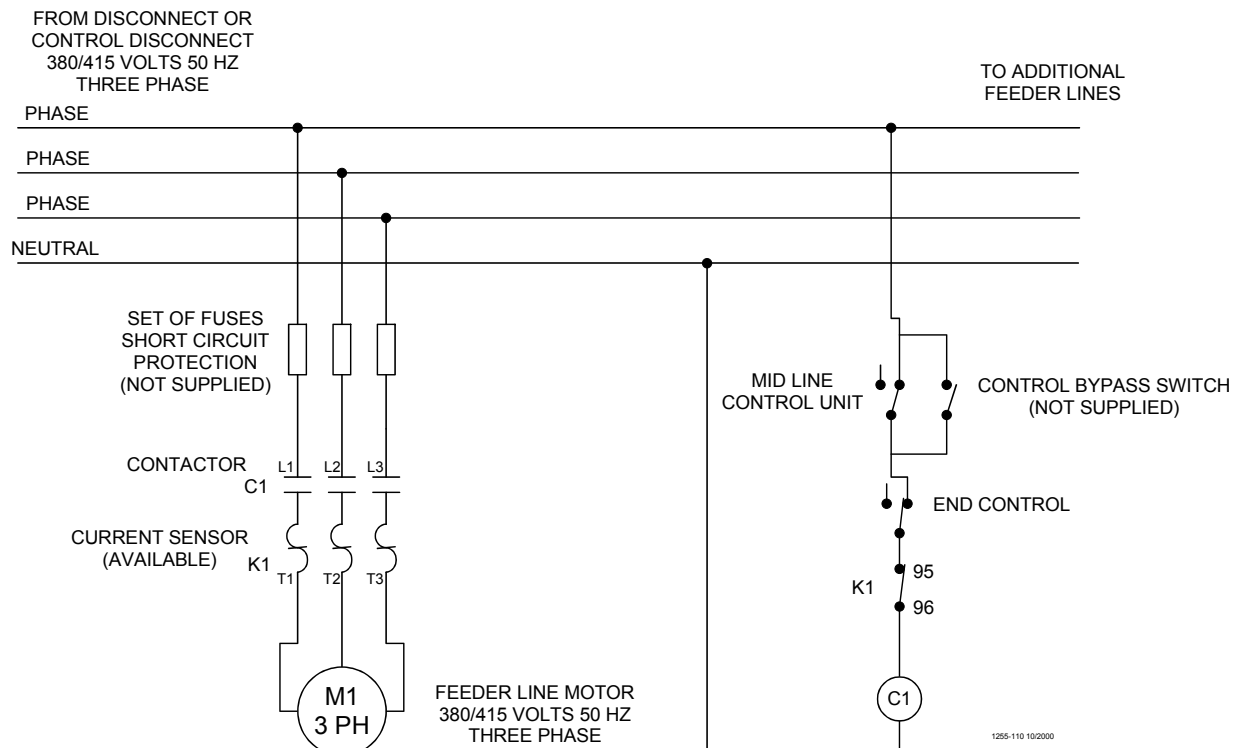 FROM DISCONNECT OR
CONTROL DISCONNECT
380/415 VOLTS 50 HZ
THREE PHASE
TO ADDITIONAL
FEEDER LINES
PHASE
PHASE
PHASE
NEUTRAL
SET OF FUSES
SHORT CIRCUIT
PROTECTION
(NOT SUPPLIED)
MID LINE
CONTROL UNIT
CONTROL BYPASS SWITCH
(NOT SUPPLIED)
CONTACTOR
C1
L1 L2 L3
END CONTROL
CURRENT SENSOR
(AVAILABLE)
K1
T1 T2 T3
K1
95
96
M1
3 PH
FEEDER LINE MOTOR
380/415 VOLTS 50 HZ
THREE PHASE
C1
1255-110 10/2000